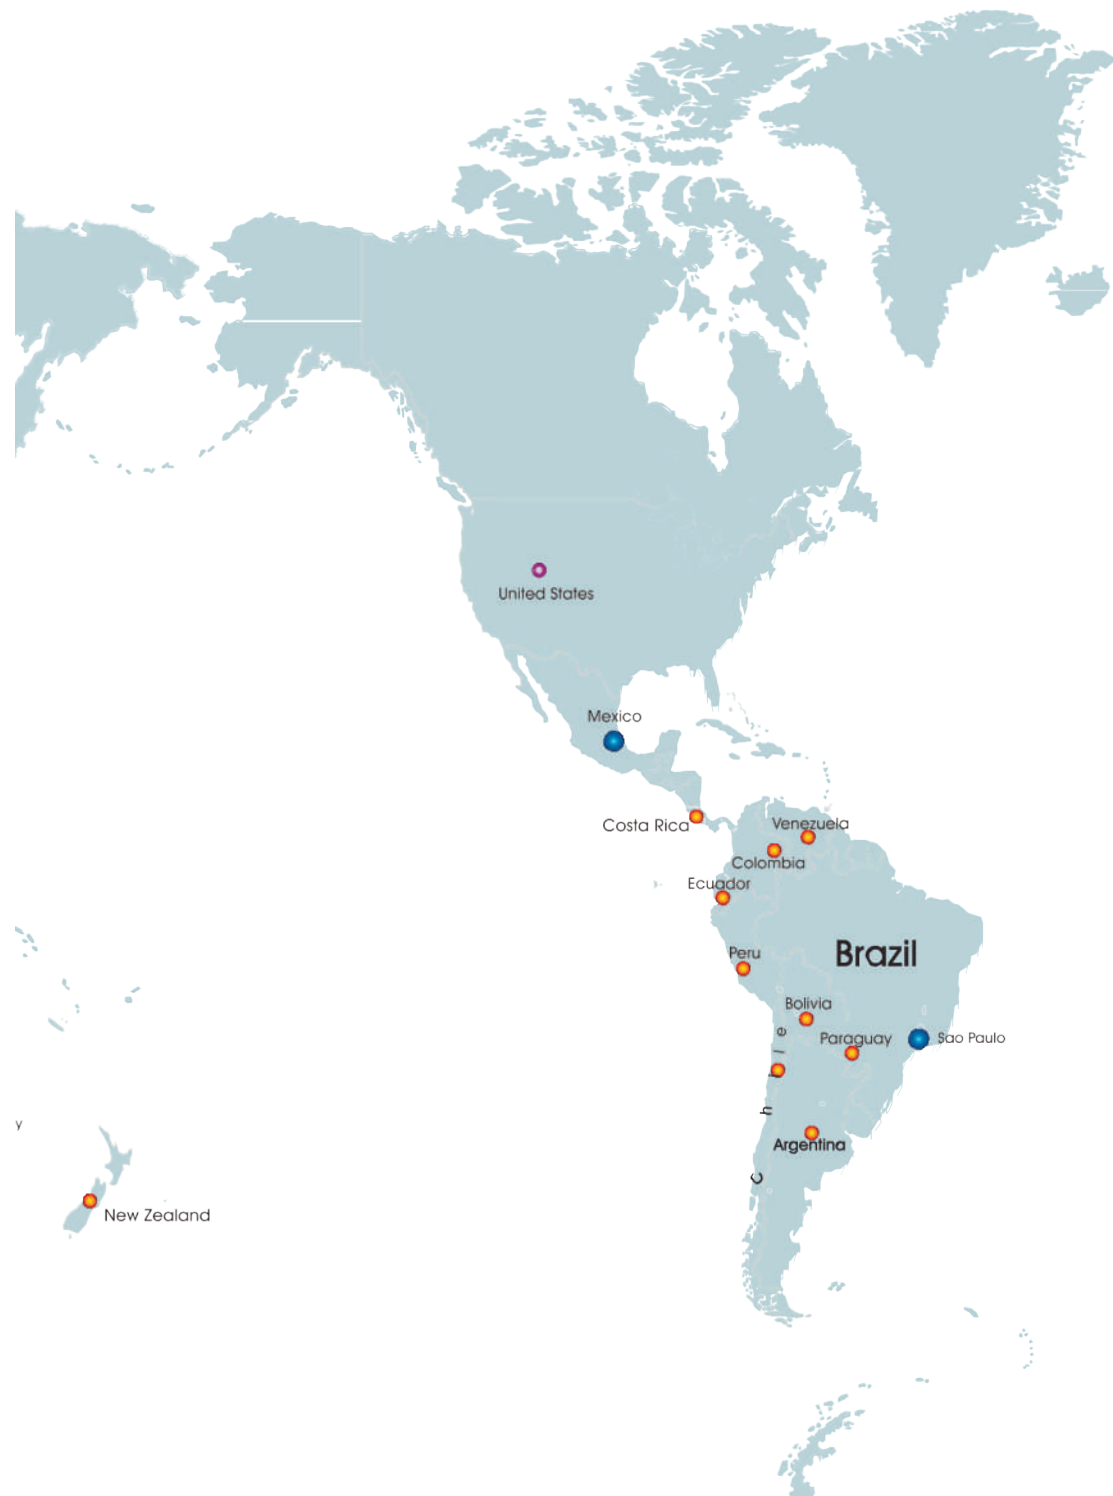 United States
Mexico
Costa Rica
Venezuela
Colombia
Ecuador
Brazil
Peru
Bolivia
Paraguay
Sao Paulo
Chile
y
Argentina
New Zealand